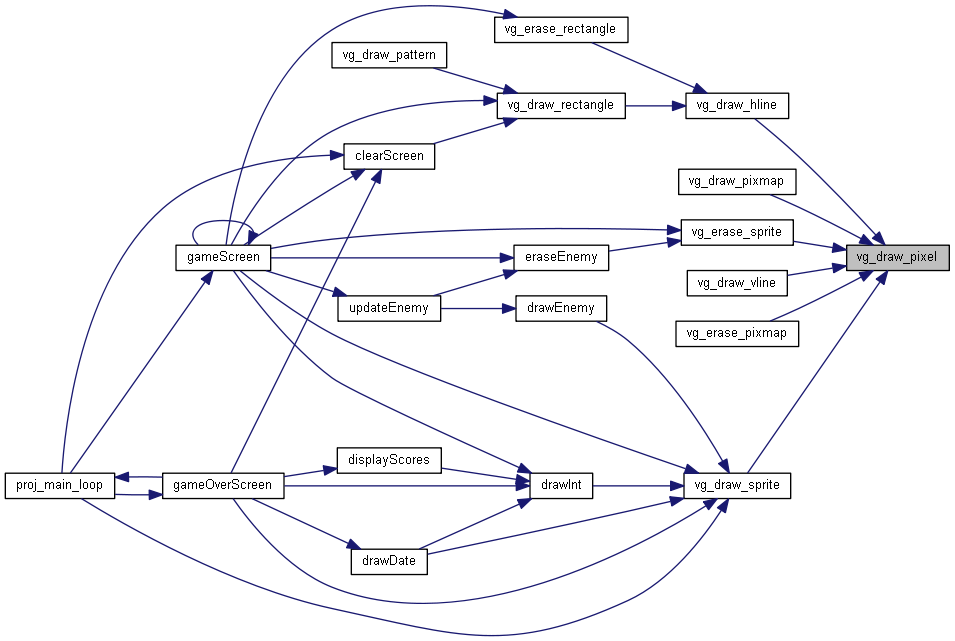 vg_erase_rectangle
vg_draw_pattern
vg_draw_rectangle
vg_draw_hline
clearScreen
vg_draw_pixmap
vg_erase_sprite
gameScreen
eraseEnemy
vg_draw_pixel
vg_draw_vline
updateEnemy
drawEnemy
vg_erase_pixmap
displayScores
proj_main_loop
gameOverScreen
drawInt
vg_draw_sprite
drawDate